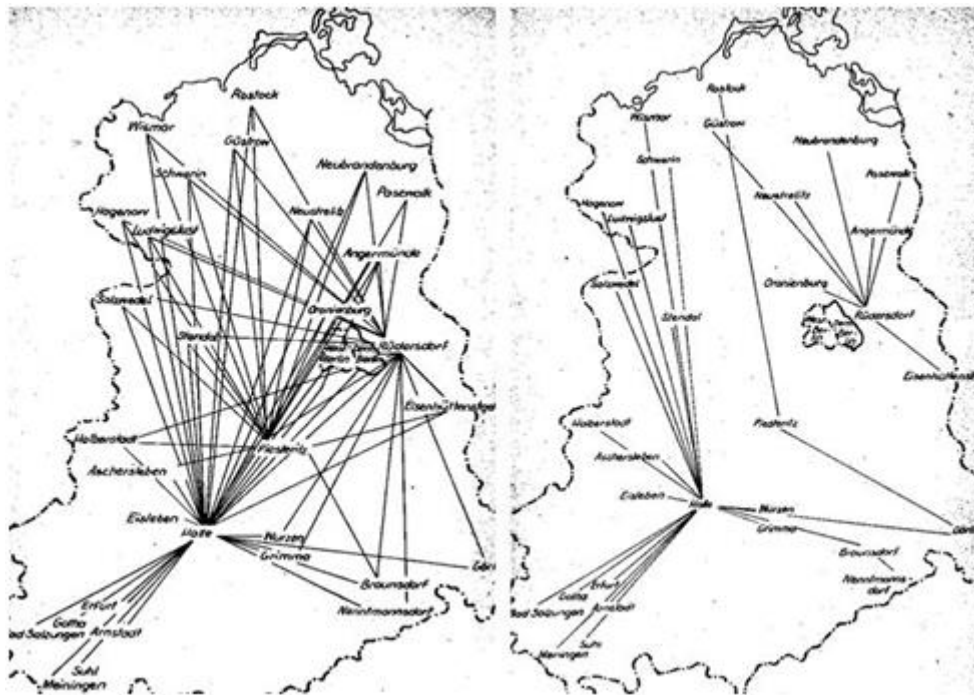 Rostock
Wismar
Güstrow
Schwerin
Neubrandenburg
Pasewalk
Hagenow
Neustrelitz
Ludwigslust
Angermünde
Salzwedel
Oranienburg
Stendal
Rüdersdorf
Berlin
Halberstadt
Piesteritz
Aschersleben
Eisleben
Halle
Wurzen
Grimma
Braunsdorf
Nenntmannsdorf
Erfurt
Gotha
Bad Salzungen
Arnstadt
Suhl
Meiningen
Rostock
Wismar
Güstrow
Schwerin
Neubrandenburg
Pasewalk
Neustrelitz
Hagenow
Ludwigslust
Angermünde
Salzwedel
Oranienburg
Stendal
Rüdersdorf
Piesteritz
Halberstadt
Aschersleben
Eisleben
Halle
Wurzen
Grimma
Braunsdorf
Nenntmanns-
dorf
Erfurt
Gotha
Bad Salzungen
Arnstadt
Suhl
Meiningen